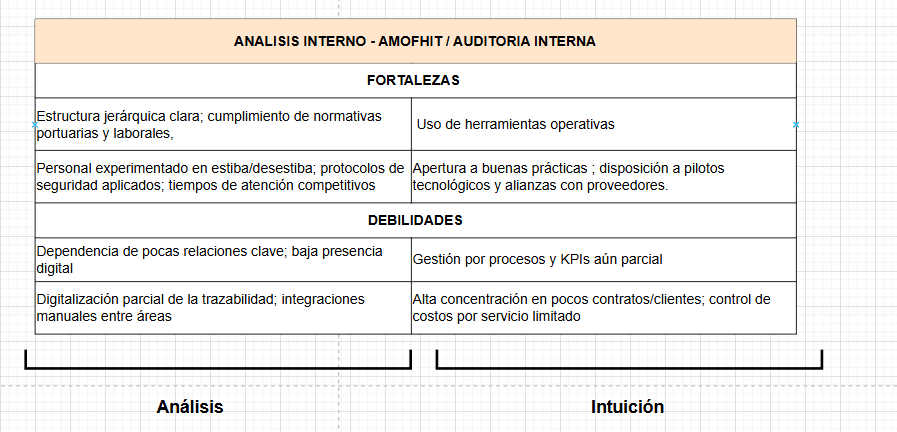 ANALISIS INTERNO - AMOFHIT / AUDITORIA INTERNA
FORTALEZAS
Estructura jerárquica clara; cumplimiento de normativas
portuarias y laborales,
Uso de herramientas operativas
Personal experimentado en estiba/desestiba; protocolos de
seguridad aplicados; tiempos de atención competitivos
Apertura a buenas prácticas ; disposición a pilotos
tecnológicos y alianzas con proveedores.
DEBILIDADES
Dependencia de pocas relaciones clave; baja presencia
digital
Gestión por procesos y KPIs aún parcial
Digitalización parcial de la trazabilidad; integraciones
manuales entre áreas
Alta concentración en pocos contratos/clientes; control de
costos por servicio limitado
Análisis
Intuición